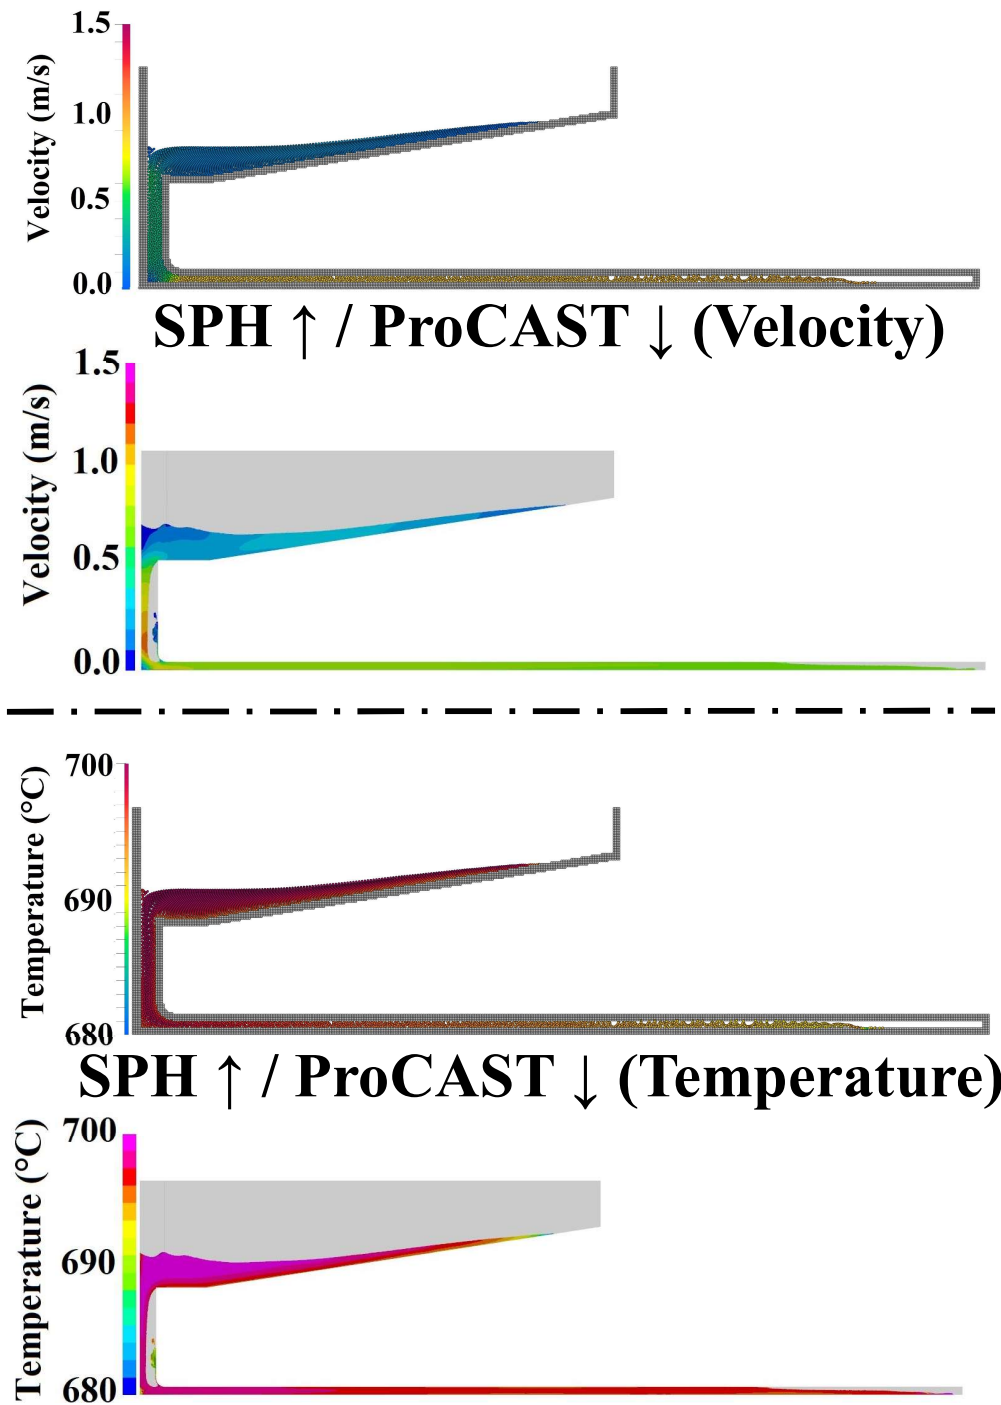 1.5
1.0
0.5
0.0
Velocity (m/s)
SPH ↑ / ProCAST ↓ (Velocity)
1.5
1.0
0.5
0.0
Velocity (m/s)
700
690
680
Temperature (°C)
SPH ↑ / ProCAST ↓ (Temperature)
700
690
680
Temperature (°C)